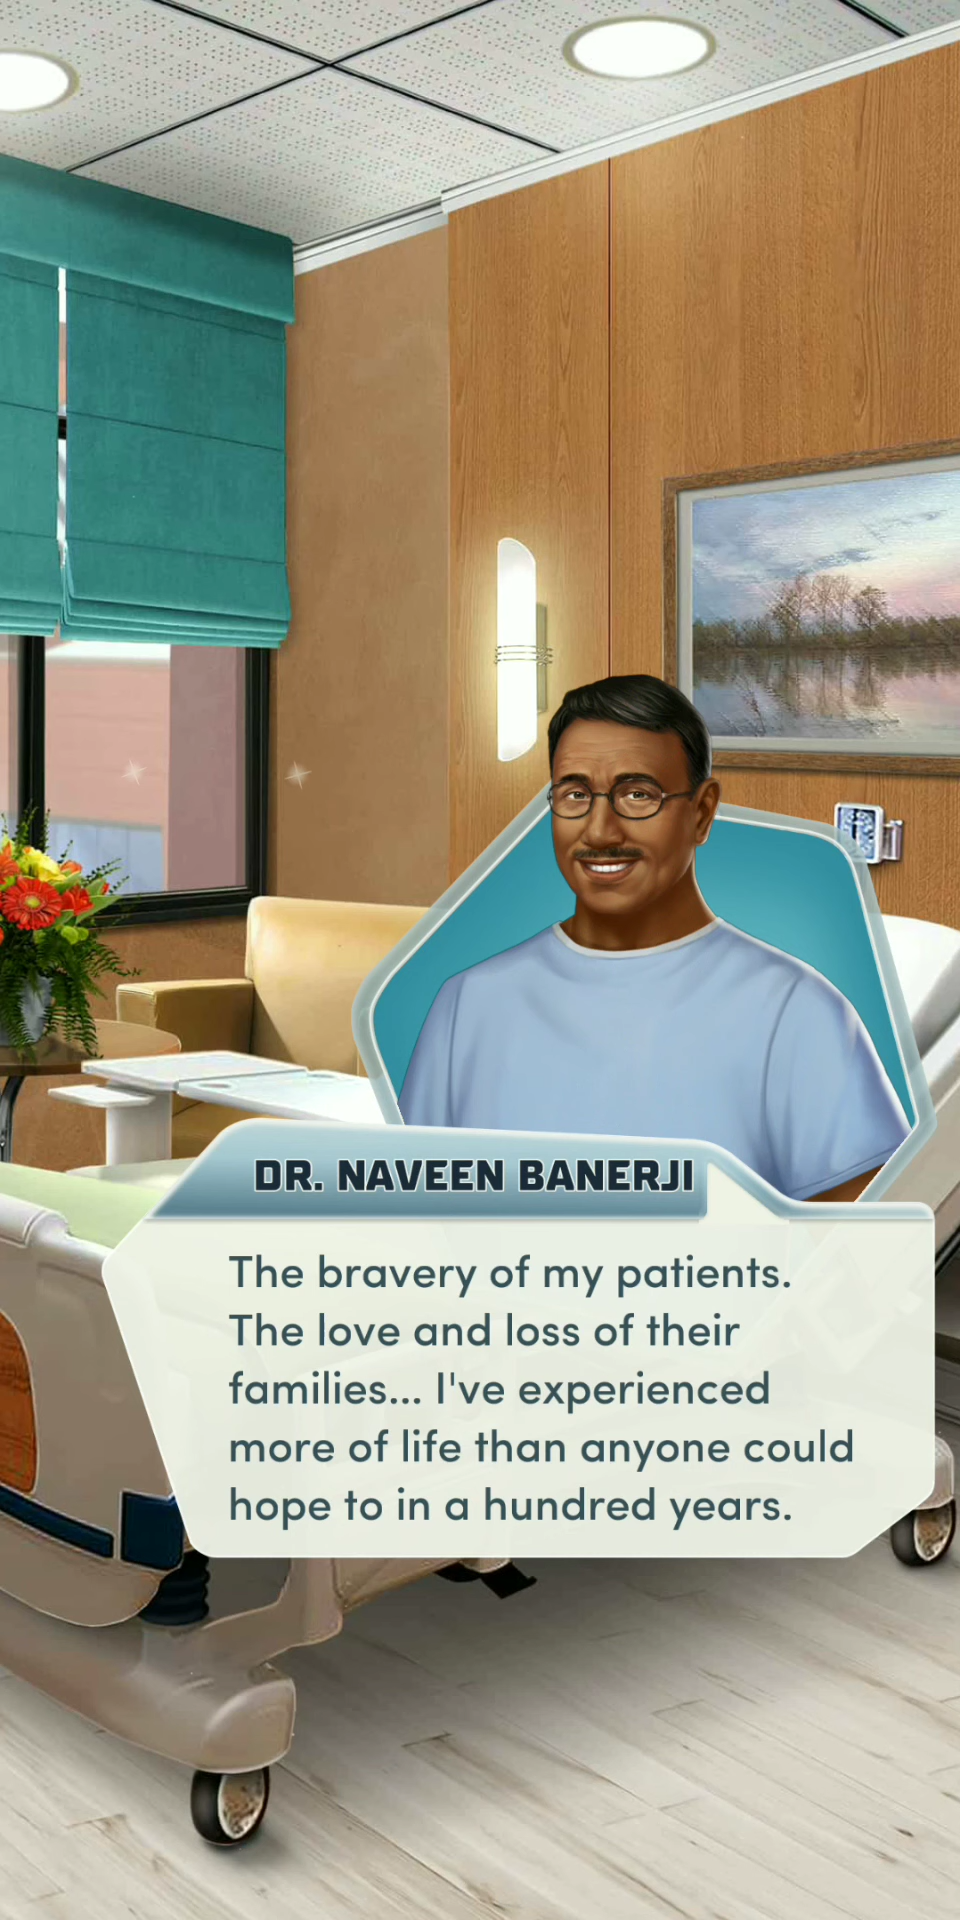 DR. NAVEEN BANERJI
The bravery of my patients.
The love and loss of their
families... I've experienced
more of life than anyone could
hope to in a hundred years.